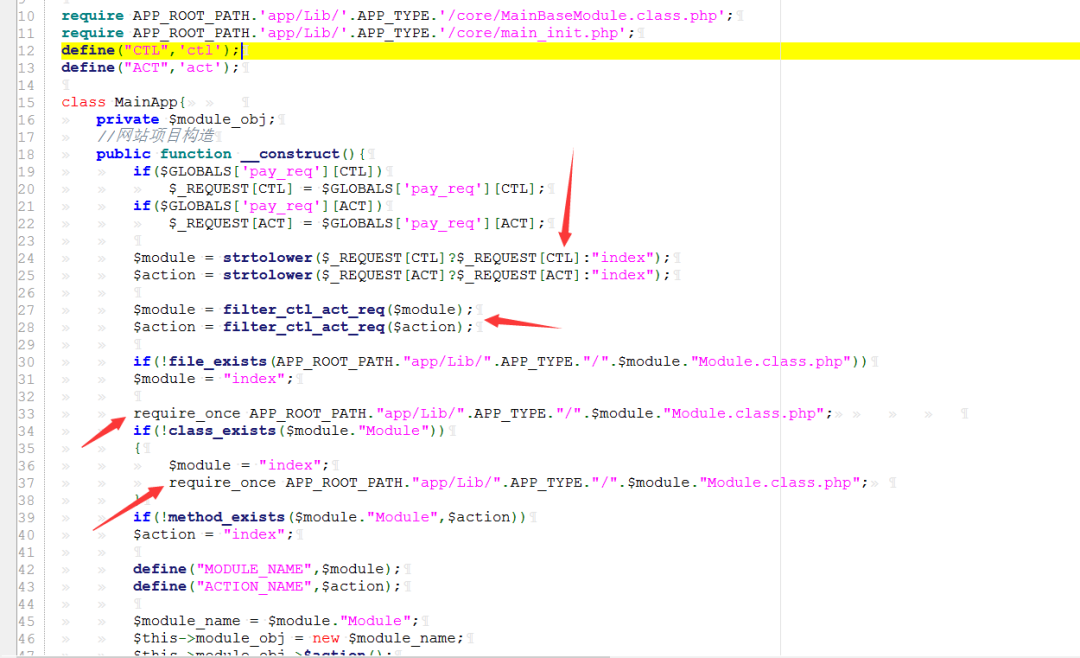 10 require APP_ROOT_PATH.'app/Lib/'.APP_TYPE.'/core/MainBaseModule.class.php';
11 require APP_ROOT_PATH.'app/Lib/'.APP_TYPE.'/core/main_init.php';
12 define("CTL",'ctl');
13 define("ACT",'act');
14
15 class MainApp{
16 private $module_obj;
17 //网站项目构造
18 public function __construct(){
19 if($GLOBALS['pay_req'][CTL])
20 $_REQUEST[CTL] = $GLOBALS['pay_req'][CTL];
21 if($GLOBALS['pay_req'][ACT])
22 $_REQUEST[ACT] = $GLOBALS['pay_req'][ACT];
23
24 $module = strtolower($_REQUEST[CTL]?$_REQUEST[CTL]:"index");
25 $action = strtolower($_REQUEST[ACT]?$_REQUEST[ACT]:"index");
26
27 $module = filter_ctl_act_req($module);
28 $action = filter_ctl_act_req($action);
29
30 if(!file_exists(APP_ROOT_PATH."app/Lib/".APP_TYPE."/".$module."Module.class.php"))
31 $module = "index";
32
33 require_once APP_ROOT_PATH."app/Lib/".APP_TYPE."/".$module."Module.class.php";
34 if(!class_exists($module."Module"))
35 {
36 $module = "index";
37 require_once APP_ROOT_PATH."app/Lib/".APP_TYPE."/".$module."Module.class.php";
38 }
39 if(!method_exists($module."Module",$action))
40 $action = "index";
41
42 define("MODULE_NAME",$module);
43 define("ACTION_NAME",$action);
44
45 $module_name = $module."Module";
46 $this->module_obj = new $module_name;
47 $this->module_obj->$action();